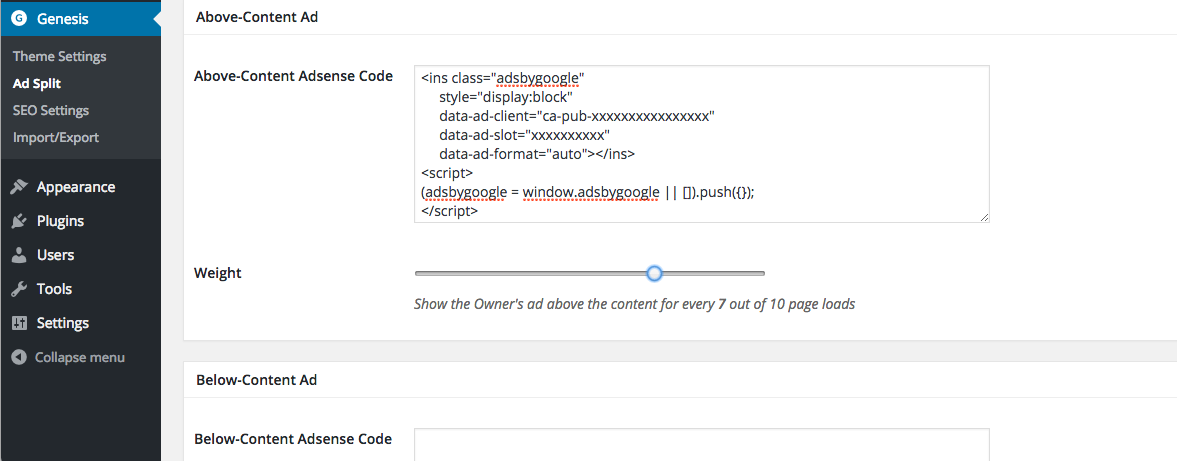 Genesis
Theme Settings
Ad Split
SEO Settings
Import/Export
Appearance
Plugins
Users
Tools
Settings
Collapse menu
Above-Content Ad
Above-Content Adsense Code
<ins class="adsbygoogle"
style="display:block"
data-ad-client="ca-pub-xxxxxxxxxxxxxxxx"
data-ad-slot="xxxxxxxxxx"
data-ad-format="auto"></ins>
<script>
(adsbygoogle = window.adsbygoogle || []).push({});
</script>
Weight
Show the Owner's ad above the content for every 7 out of 10 page loads
Below-Content Ad
Below-Content Adsense Code